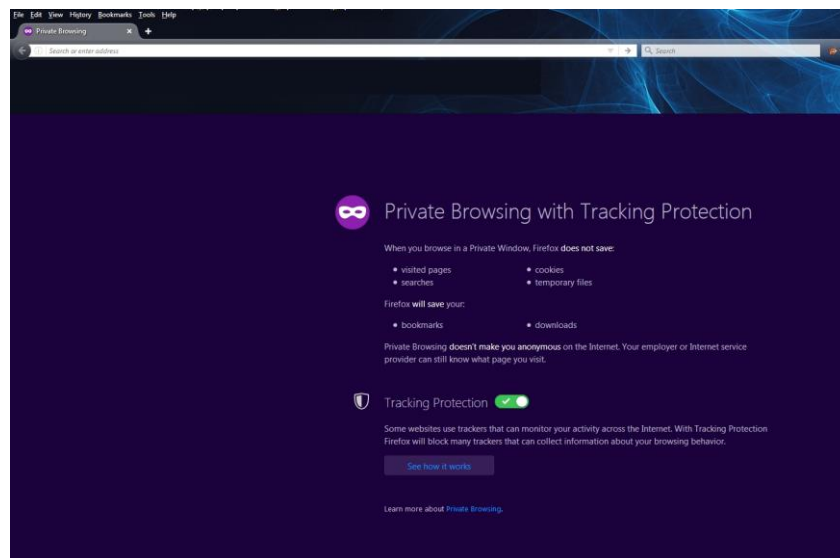 File Edit View History Bookmarks Tools Help
Private Browsing
Search or enter address
Search
Private Browsing with Tracking Protection
When you browse in a Private Window, Firefox does not save:
• visited pages • cookies
• searches • temporary files
Firefox will save your:
• bookmarks • downloads
Private Browsing doesn't make you anonymous on the Internet. Your employer or Internet service
provider can still know what page you visit.
Tracking Protection
Some websites use trackers that can monitor your activity across the Internet. With Tracking Protection
Firefox will block many trackers that can collect information about your browsing behavior.
See how it works
Learn more about Private Browsing.